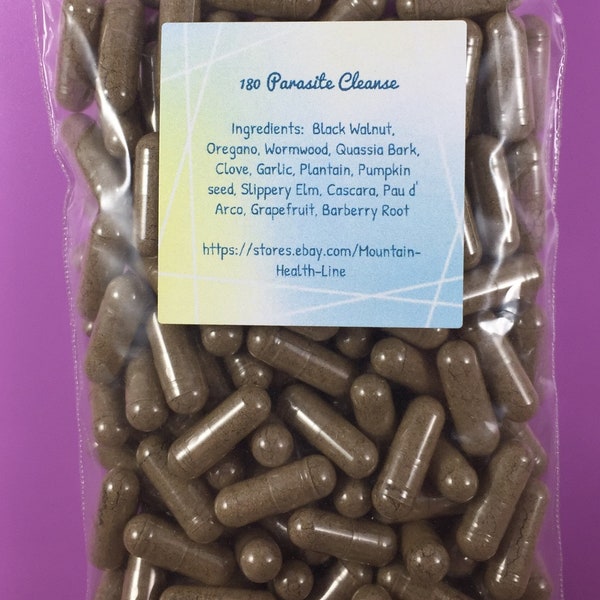 180 Parasite Cleanse
Ingredients: Black Walnut,
Oregano, Wormwood, Quassia Bark,
Clove, Garlic, Plantain, Pumpkin
seed, Slippery Elm, Cascara, Pau d'
Arco, Grapefruit, Barberry Root
https://stores.ebay.com/Mountain-
Health-Line